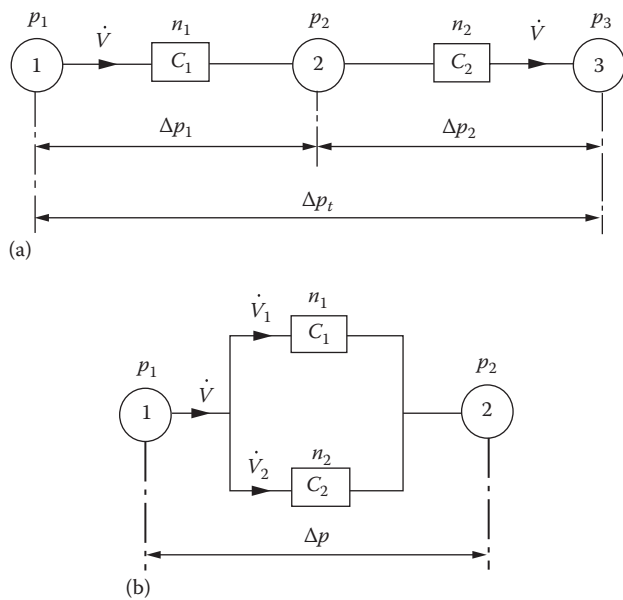 p₁ n₁ p₂ n₂ p₃
1 V̇ C₁ 2 C₂ V̇ 3
Δp₁ Δp₂
Δpₜ
(a)
n₁
V̇₁ C₁
p₁ p₂
1 V̇ 2
n₂
V̇₂ C₂
Δp
(b)